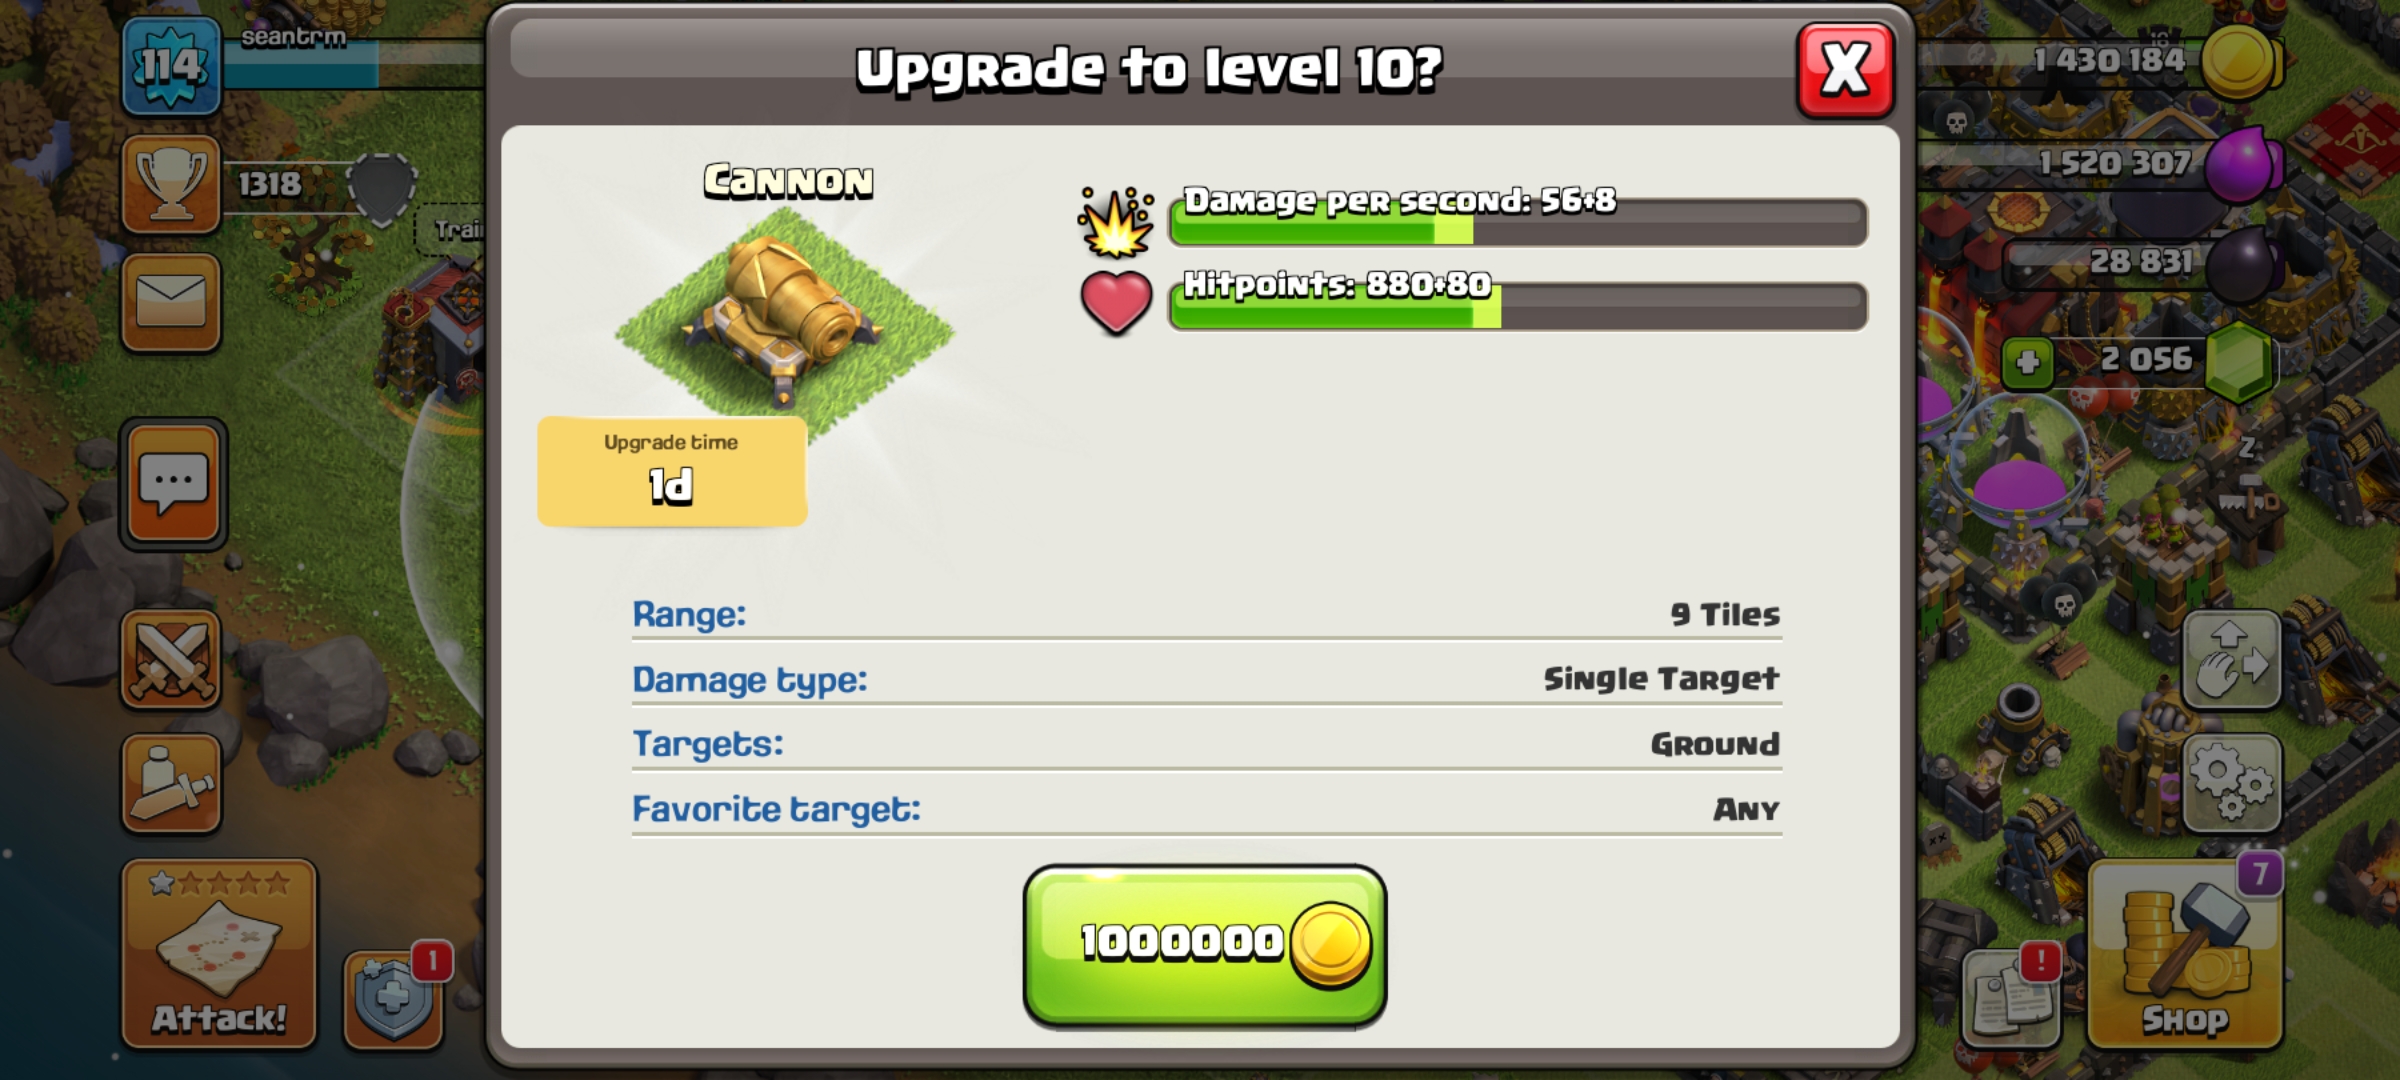 114
seantrm
1318
Trai
Attack!
1
Upgrade to level 10?
X
Cannon
Damage per second: 56+8
Hitpoints: 880+80
Upgrade time
1d
Range: 9 Tiles
Damage type: Single Target
Targets: Ground
Favorite target: Any
1000000
1 430 184
1 520 307
28 831
2 056
Z
7
!
Shop